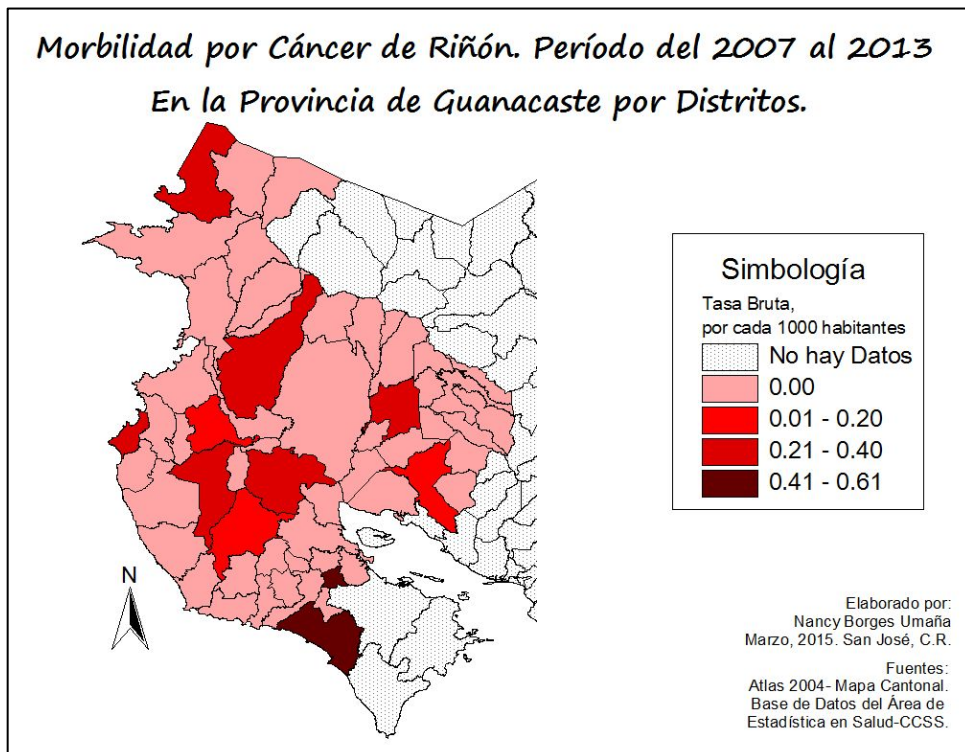 Morbilidad por Cáncer de Riñón. Período del 2007 al 2013
En la Provincia de Guanacaste por Distritos.
Simbología
Tasa Bruta,
por cada 1000 habitantes
No hay Datos
0.00
0.01 - 0.20
0.21 - 0.40
0.41 - 0.61
N
Elaborado por:
Nancy Borges Umaña
Marzo, 2015. San José, C.R.
Fuentes:
Atlas 2004- Mapa Cantonal.
Base de Datos del Área de
Estadística en Salud-CCSS.